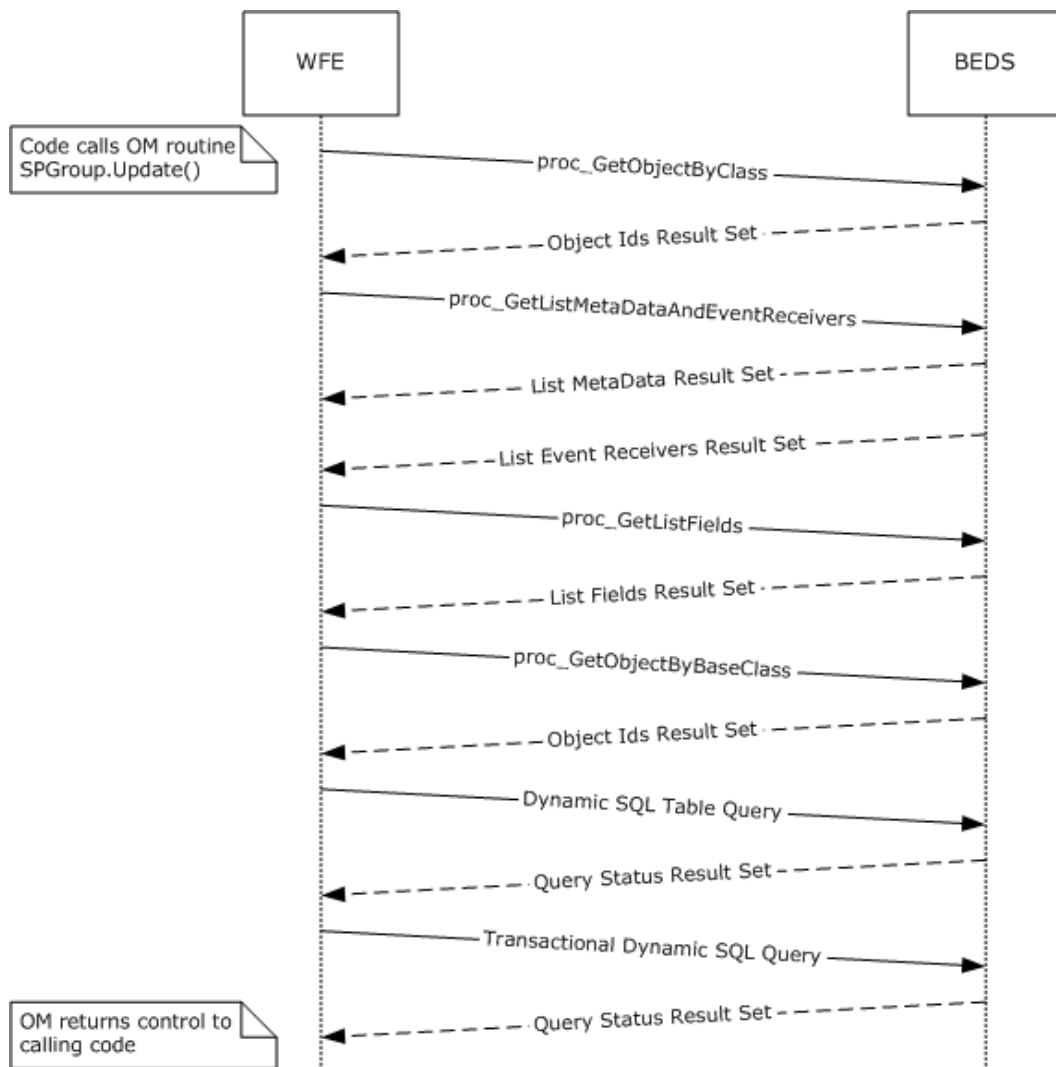 WFE
BEDS
Code calls OM routine
SPGroup.Update()
proc_GetObjectByClass
Object Ids Result Set
proc_GetListMetaDataAndEventReceivers
List MetaData Result Set
List Event Receivers Result Set
proc_GetListFields
List Fields Result Set
proc_GetObjectByBaseClass
Object Ids Result Set
Dynamic SQL Table Query
Query Status Result Set
Transactional Dynamic SQL Query
OM returns control to
calling code
Query Status Result Set